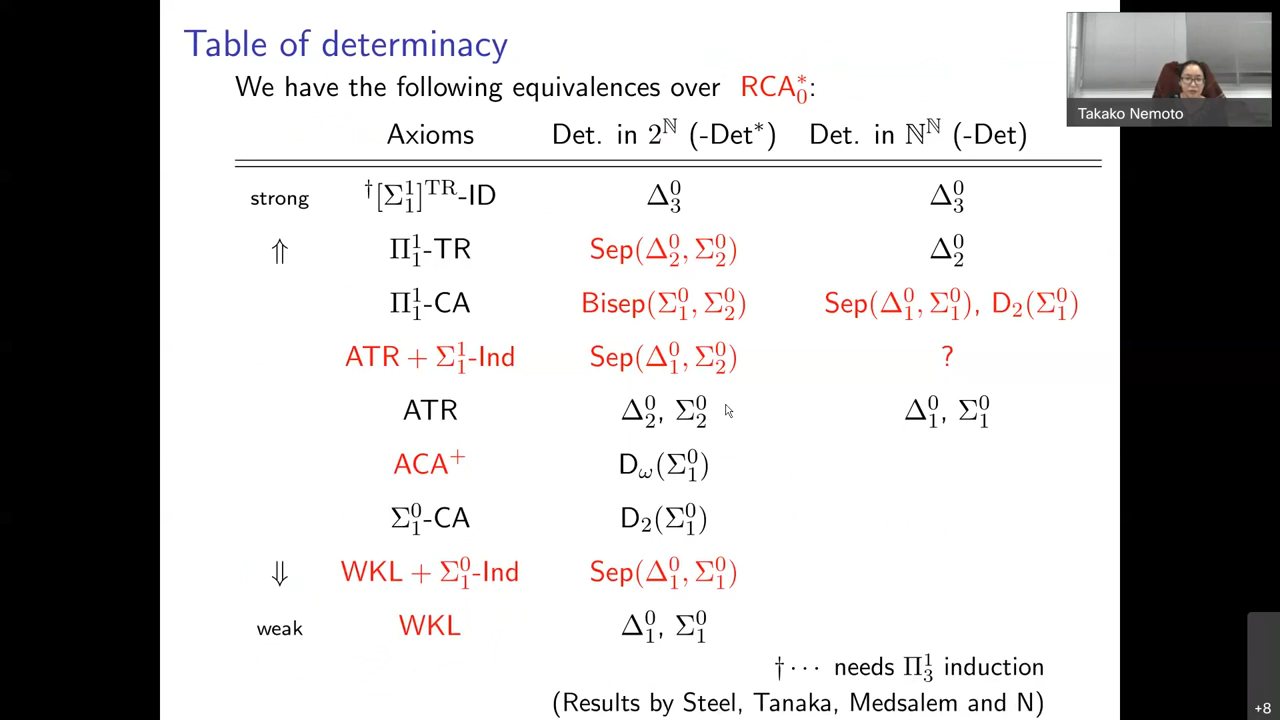 Table of determinacy
We have the following equivalences over RCA₀*:
Axioms Det. in 2^ℕ (-Det*) Det. in ℕ^ℕ (-Det)
strong †[Σ¹₁]^TR-ID Δ⁰₃ Δ⁰₃
⇑ Π¹₁-TR Sep(Δ⁰₂, Σ⁰₂) Δ⁰₂
Π¹₁-CA Bisep(Σ⁰₁, Σ⁰₂) Sep(Δ⁰₁, Σ⁰₁), D₂(Σ⁰₁)
ATR + Σ¹₁-Ind Sep(Δ⁰₁, Σ⁰₂) ?
ATR Δ⁰₂, Σ⁰₂ Δ⁰₁, Σ⁰₁
ACA⁺ D_ω(Σ⁰₁)
Σ⁰₁-CA D₂(Σ⁰₁)
⇓ WKL + Σ⁰₁-Ind Sep(Δ⁰₁, Σ⁰₁)
weak WKL Δ⁰₁, Σ⁰₁
† ⋯ needs Π¹₃ induction
(Results by Steel, Tanaka, Medsalem and N)
Takako Nemoto
+8